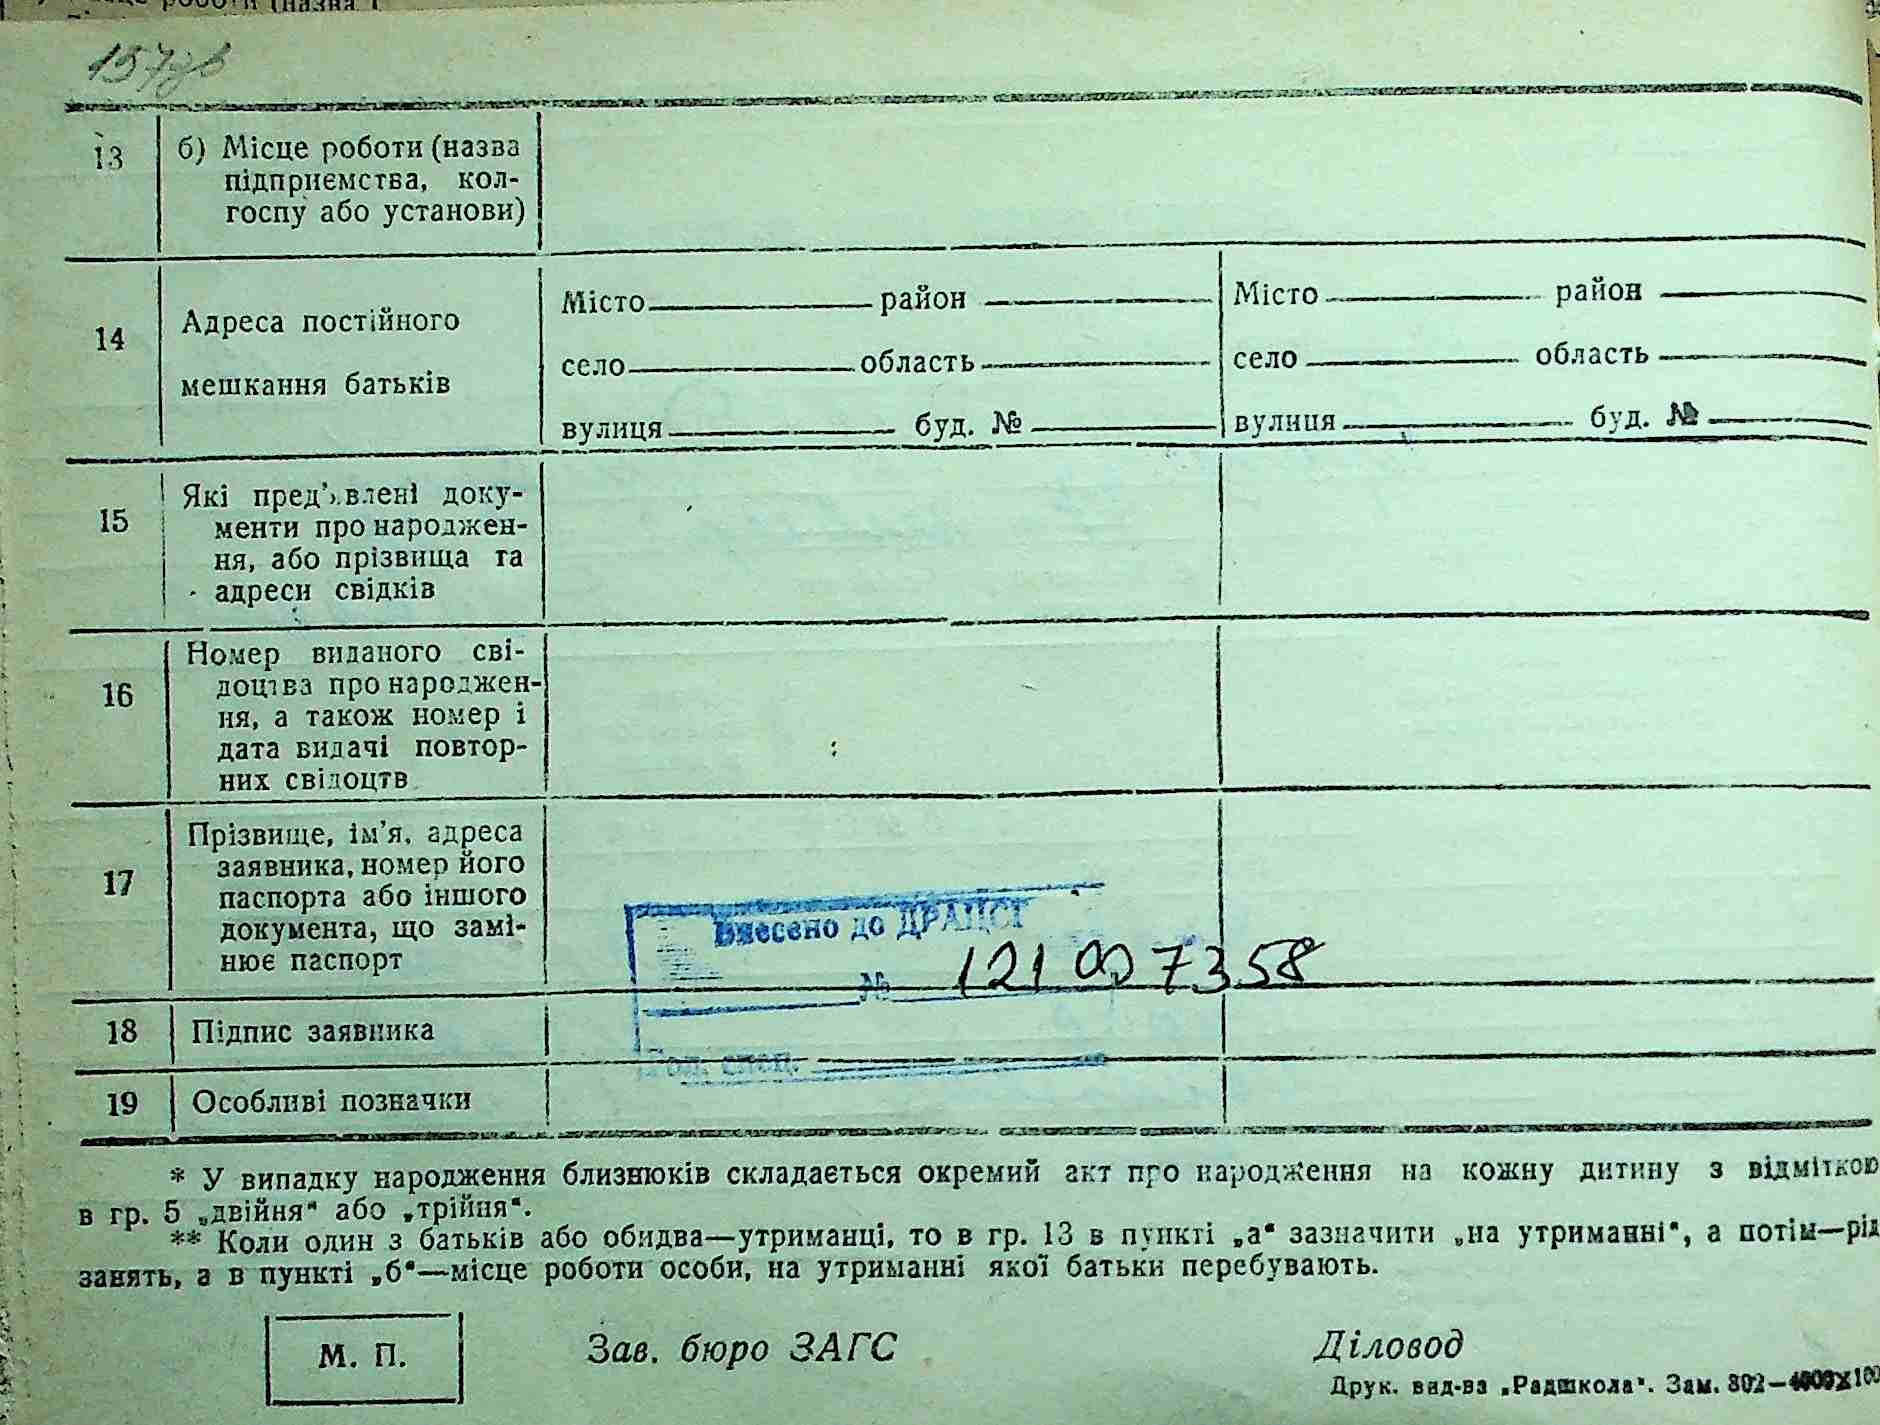 157зв
13
б) Місце роботи (назва
підприємства, кол-
госпу або установи)
14
Адреса постійного
мешкання батьків
Місто район
село область
вулиця буд. №
Місто район
село область
вулиця буд. №
15
Які пред'явлені доку-
менти про народжен-
ня, або прізвища та
адреси свідків
16
Номер виданого сві-
доцтва про народжен-
ня, а також номер і
дата видачі повтор-
них свідоцтв
17
Прізвище, ім'я, адреса
заявника, номер його
паспорта або іншого
документа, що замі-
нює паспорт
Внесено до ДРАЦСГ
№ 121007358
Гол. спец.
18
Підпис заявника
19
Особливі позначки
* У випадку народження близнюків складається окремий акт про народження на кожну дитину з відміткою
в гр. 5 „двійня“ або „трійня“.
** Коли один з батьків або обидва—утриманці, то в гр. 13 в пункті „а“ зазначити „на утриманні“, а потім—рід
занять, а в пункті „б“—місце роботи особи, на утриманні якої батьки перебувають.
М. П.
Зав. бюро ЗАГС
Діловод
Друк. вид-ва „Радшкола“. Зам. 302—4000×100